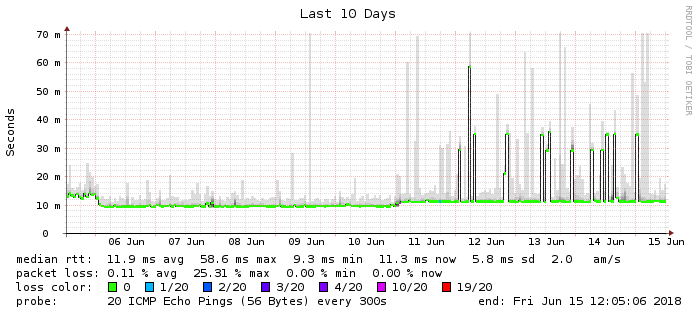 Last 10 Days
RRDTOOL / TOBI OETIKER
Seconds
70 m
60 m
50 m
40 m
30 m
20 m
10 m
0
06 Jun 07 Jun 08 Jun 09 Jun 10 Jun 11 Jun 12 Jun 13 Jun 14 Jun 15 Jun
median rtt: 11.9 ms avg 58.6 ms max 9.3 ms min 11.3 ms now 5.8 ms sd 2.0 am/s
packet loss: 0.11 % avg 25.31 % max 0.00 % min 0.00 % now
loss color: 0 1/20 2/20 3/20 4/20 10/20 19/20
probe: 20 ICMP Echo Pings (56 Bytes) every 300s end: Fri Jun 15 12:05:06 2018